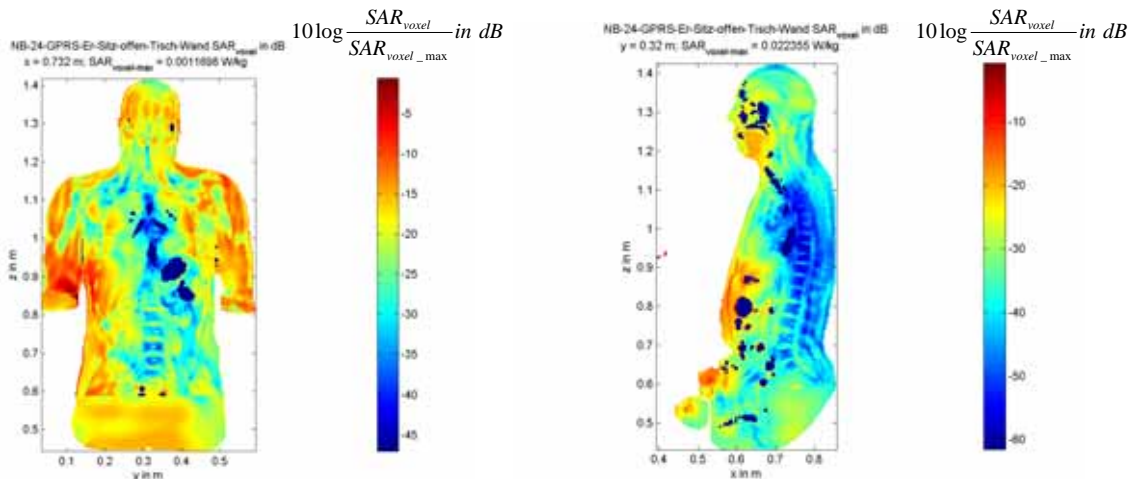 10 log SAR_voxel / SAR_voxel_max in dB
NB-24-GPRS-Er-Sitz-offen-Tisch-Wand SAR_voxel in dB
x = 0.732 m; SAR_voxel-max = 0.0011698 W/kg
1.4
1.3
1.2
1.1
1
0.9
0.8
0.7
0.6
0.5
z in m
0.1 0.2 0.3 0.4 0.5
y in m
-5
-10
-15
-20
-25
-30
-35
-40
-45
10 log SAR_voxel / SAR_voxel_max in dB
NB-24-GPRS-Er-Sitz-offen-Tisch-Wand SAR_voxel in dB
y = 0.32 m; SAR_voxel-max = 0.022355 W/kg
1.4
1.3
1.2
1.1
1
0.9
0.8
0.7
0.6
0.5
z in m
0.4 0.5 0.6 0.7 0.8
x in m
-10
-20
-30
-40
-50
-60